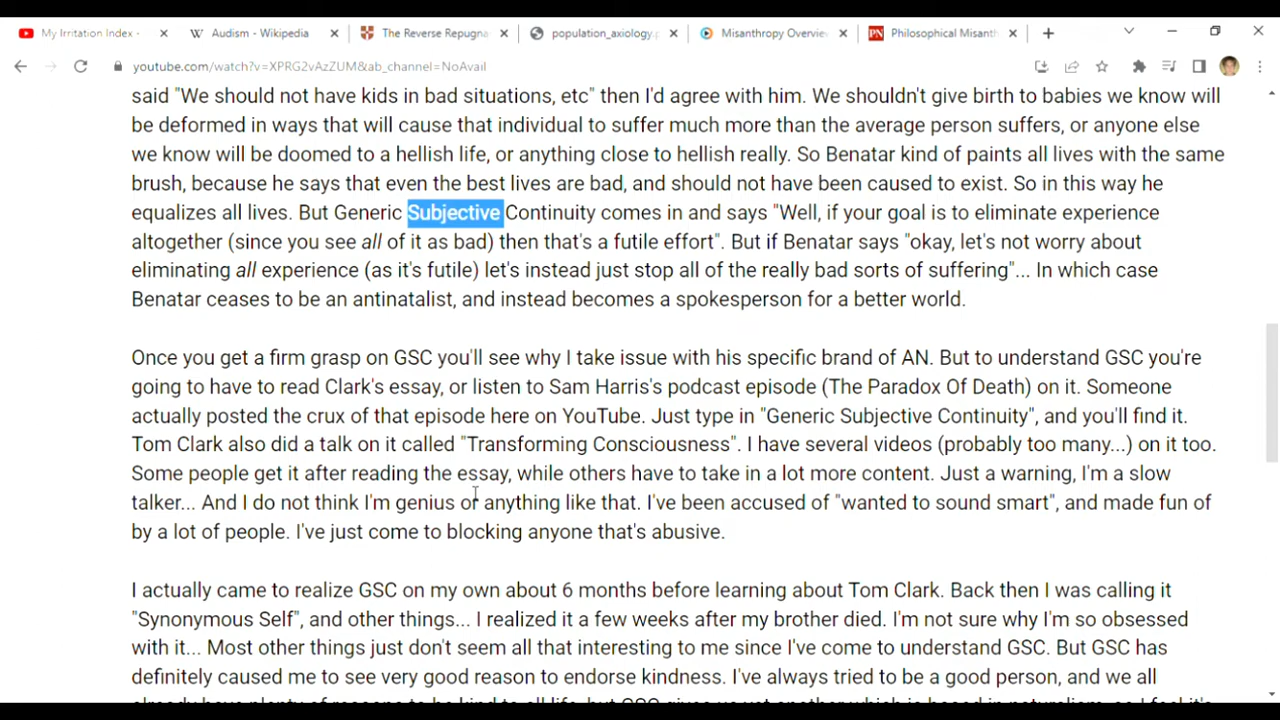 My Irritation Index -
Audism - Wikipedia
The Reverse Repugna
population_axiology.p
Misanthropy Overvie
Philosophical Misanth
youtube.com/watch?v=XPRG2vAzZUM&ab_channel=NoAvail
said "We should not have kids in bad situations, etc" then I'd agree with him. We shouldn't give birth to babies we know will
be deformed in ways that will cause that individual to suffer much more than the average person suffers, or anyone else
we know will be doomed to a hellish life, or anything close to hellish really. So Benatar kind of paints all lives with the same
brush, because he says that even the best lives are bad, and should not have been caused to exist. So in this way he
equalizes all lives. But Generic Subjective Continuity comes in and says "Well, if your goal is to eliminate experience
altogether (since you see all of it as bad) then that's a futile effort". But if Benatar says "okay, let's not worry about
eliminating all experience (as it's futile) let's instead just stop all of the really bad sorts of suffering"... In which case
Benatar ceases to be an antinatalist, and instead becomes a spokesperson for a better world.
Once you get a firm grasp on GSC you'll see why I take issue with his specific brand of AN. But to understand GSC you're
going to have to read Clark's essay, or listen to Sam Harris's podcast episode (The Paradox Of Death) on it. Someone
actually posted the crux of that episode here on YouTube. Just type in "Generic Subjective Continuity", and you'll find it.
Tom Clark also did a talk on it called "Transforming Consciousness". I have several videos (probably too many...) on it too.
Some people get it after reading the essay, while others have to take in a lot more content. Just a warning, I'm a slow
talker... And I do not think I'm genius or anything like that. I've been accused of "wanted to sound smart", and made fun of
by a lot of people. I've just come to blocking anyone that's abusive.
I actually came to realize GSC on my own about 6 months before learning about Tom Clark. Back then I was calling it
"Synonymous Self", and other things... I realized it a few weeks after my brother died. I'm not sure why I'm so obsessed
with it... Most other things just don't seem all that interesting to me since I've come to understand GSC. But GSC has
definitely caused me to see very good reason to endorse kindness. I've always tried to be a good person, and we all